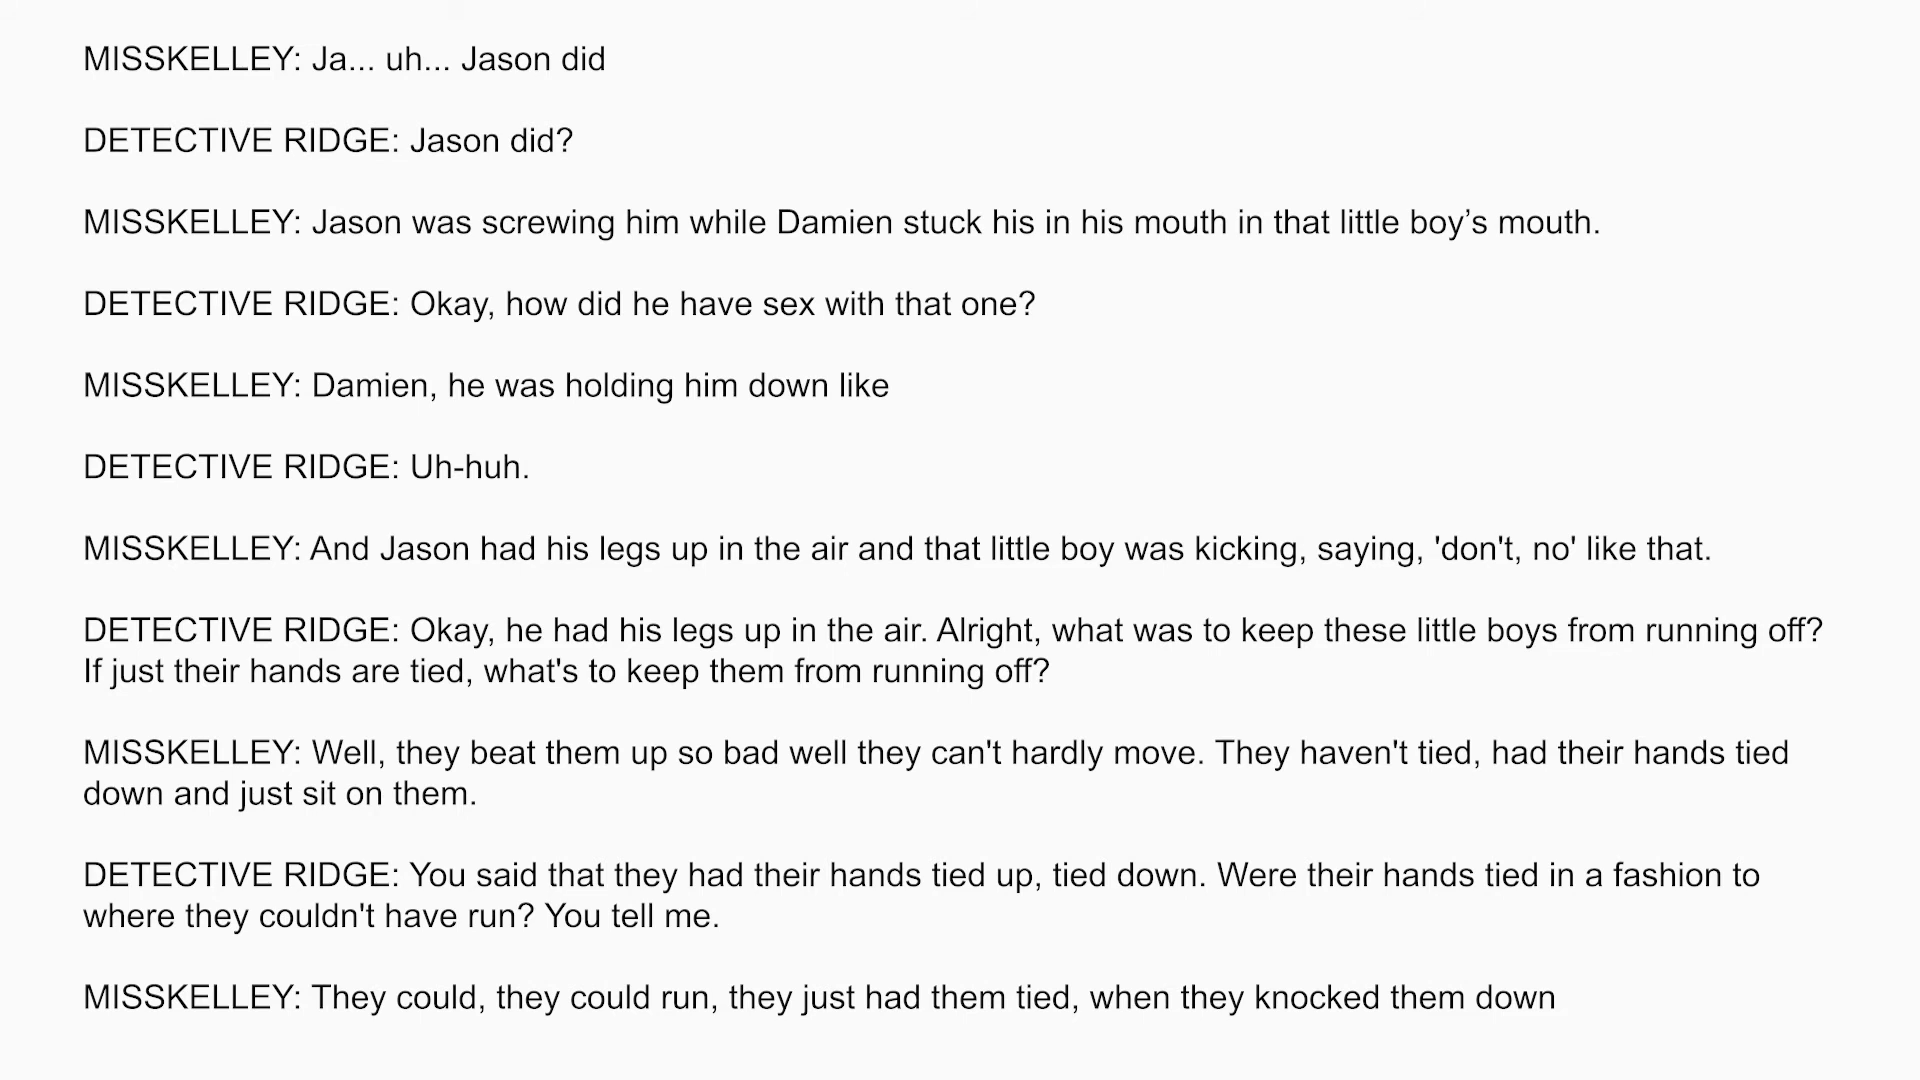 MISSKELLEY: Ja... uh... Jason did
DETECTIVE RIDGE: Jason did?
MISSKELLEY: Jason was screwing him while Damien stuck his in his mouth in that little boy’s mouth.
DETECTIVE RIDGE: Okay, how did he have sex with that one?
MISSKELLEY: Damien, he was holding him down like
DETECTIVE RIDGE: Uh-huh.
MISSKELLEY: And Jason had his legs up in the air and that little boy was kicking, saying, 'don't, no' like that.
DETECTIVE RIDGE: Okay, he had his legs up in the air. Alright, what was to keep these little boys from running off?
If just their hands are tied, what's to keep them from running off?
MISSKELLEY: Well, they beat them up so bad well they can't hardly move. They haven't tied, had their hands tied
down and just sit on them.
DETECTIVE RIDGE: You said that they had their hands tied up, tied down. Were their hands tied in a fashion to
where they couldn't have run? You tell me.
MISSKELLEY: They could, they could run, they just had them tied, when they knocked them down